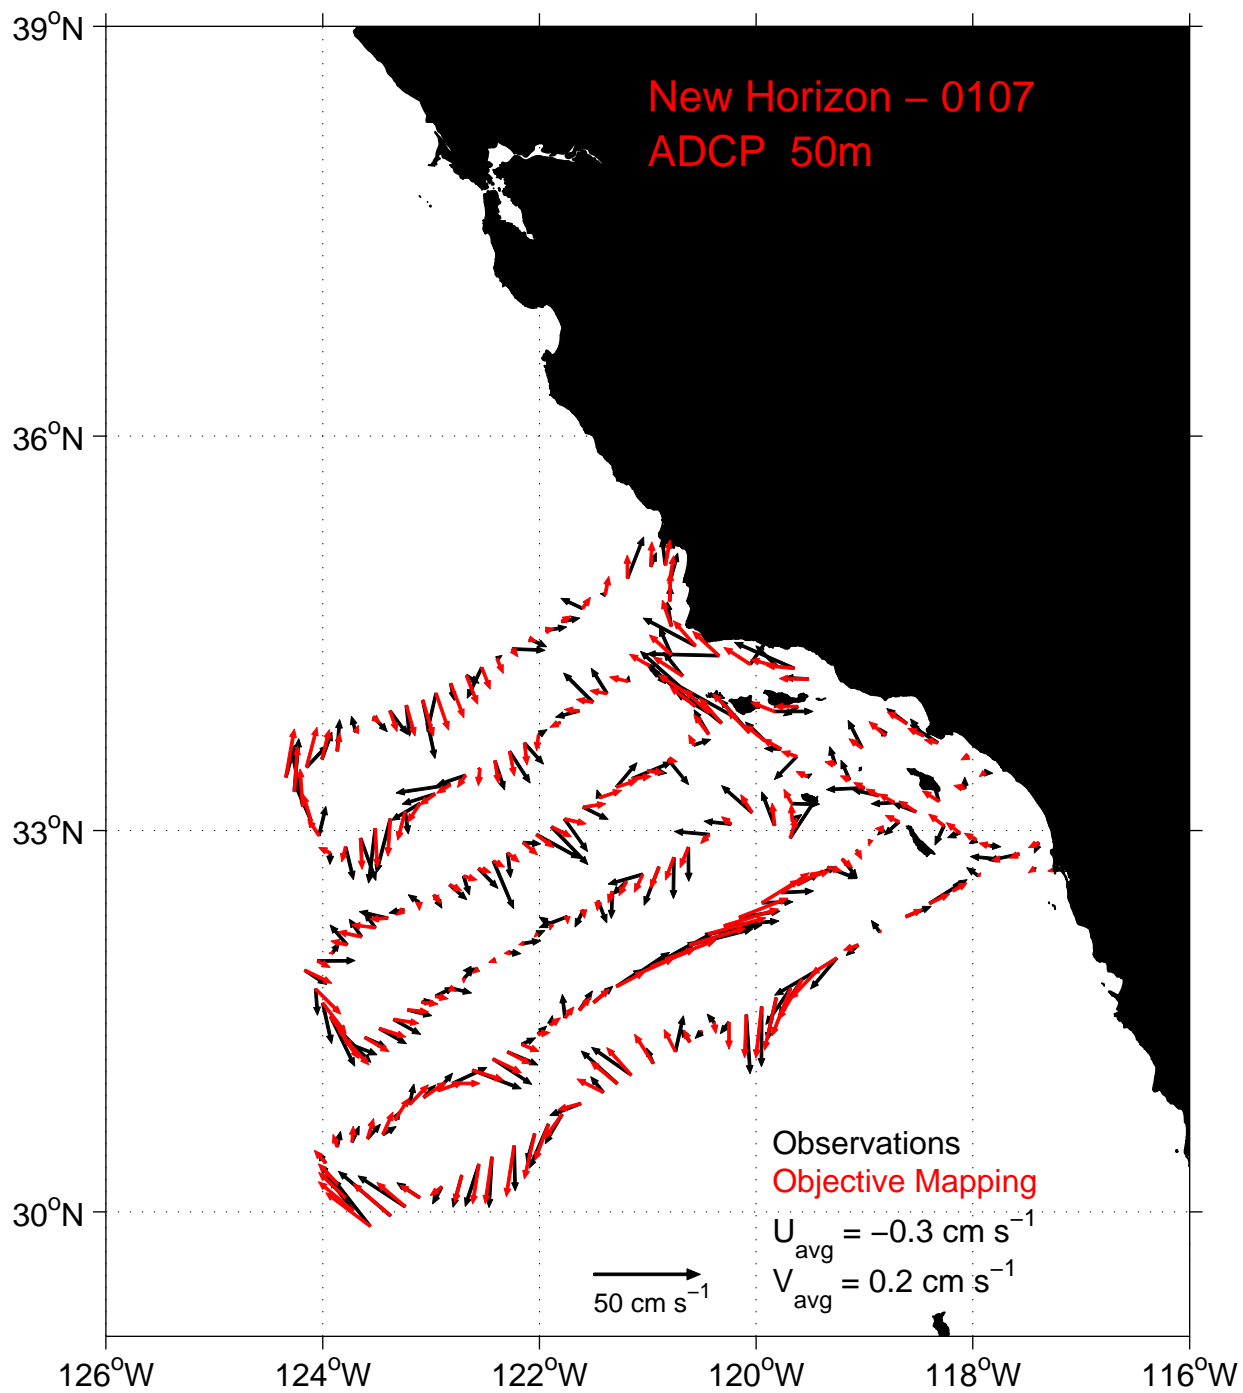 39°N
New Horizon – 0107
ADCP 50m
36°N
33°N
30°N
Observations
Objective Mapping
U_avg = −0.3 cm s⁻¹
V_avg = 0.2 cm s⁻¹
50 cm s⁻¹
126°W 124°W 122°W 120°W 118°W 116°W